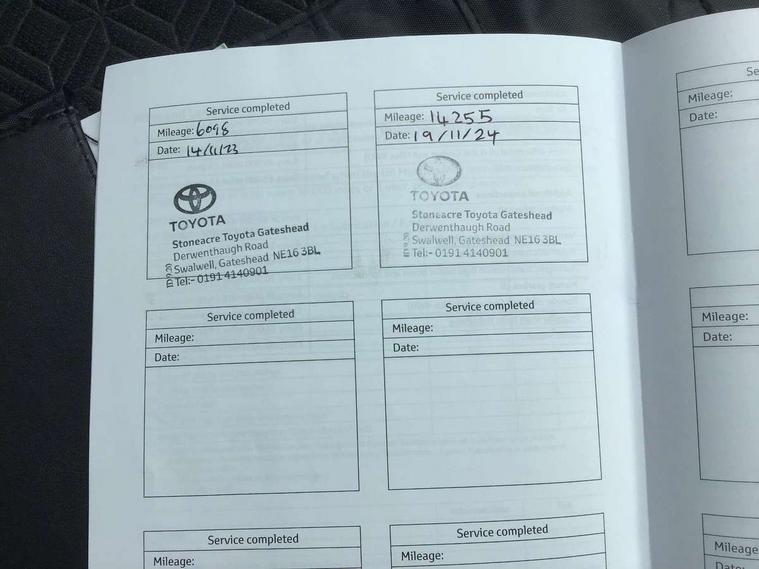 Service completed
Mileage: 6098
Date: 14/11/23
TOYOTA
Stoneacre Toyota Gateshead
Derwenthaugh Road
Swalwell, Gateshead NE16 3BL
Tel:- 0191 4140901
Service completed
Mileage: 14255
Date: 19/11/24
TOYOTA
Stoneacre Toyota Gateshead
Derwenthaugh Road
Swalwell, Gateshead NE16 3BL
Tel:- 0191 4140901
Mileage:
Date:
Service completed
Mileage:
Date:
Service completed
Mileage:
Date:
Mileage:
Date:
Service completed
Mileage:
Service completed
Mileage:
Mileage